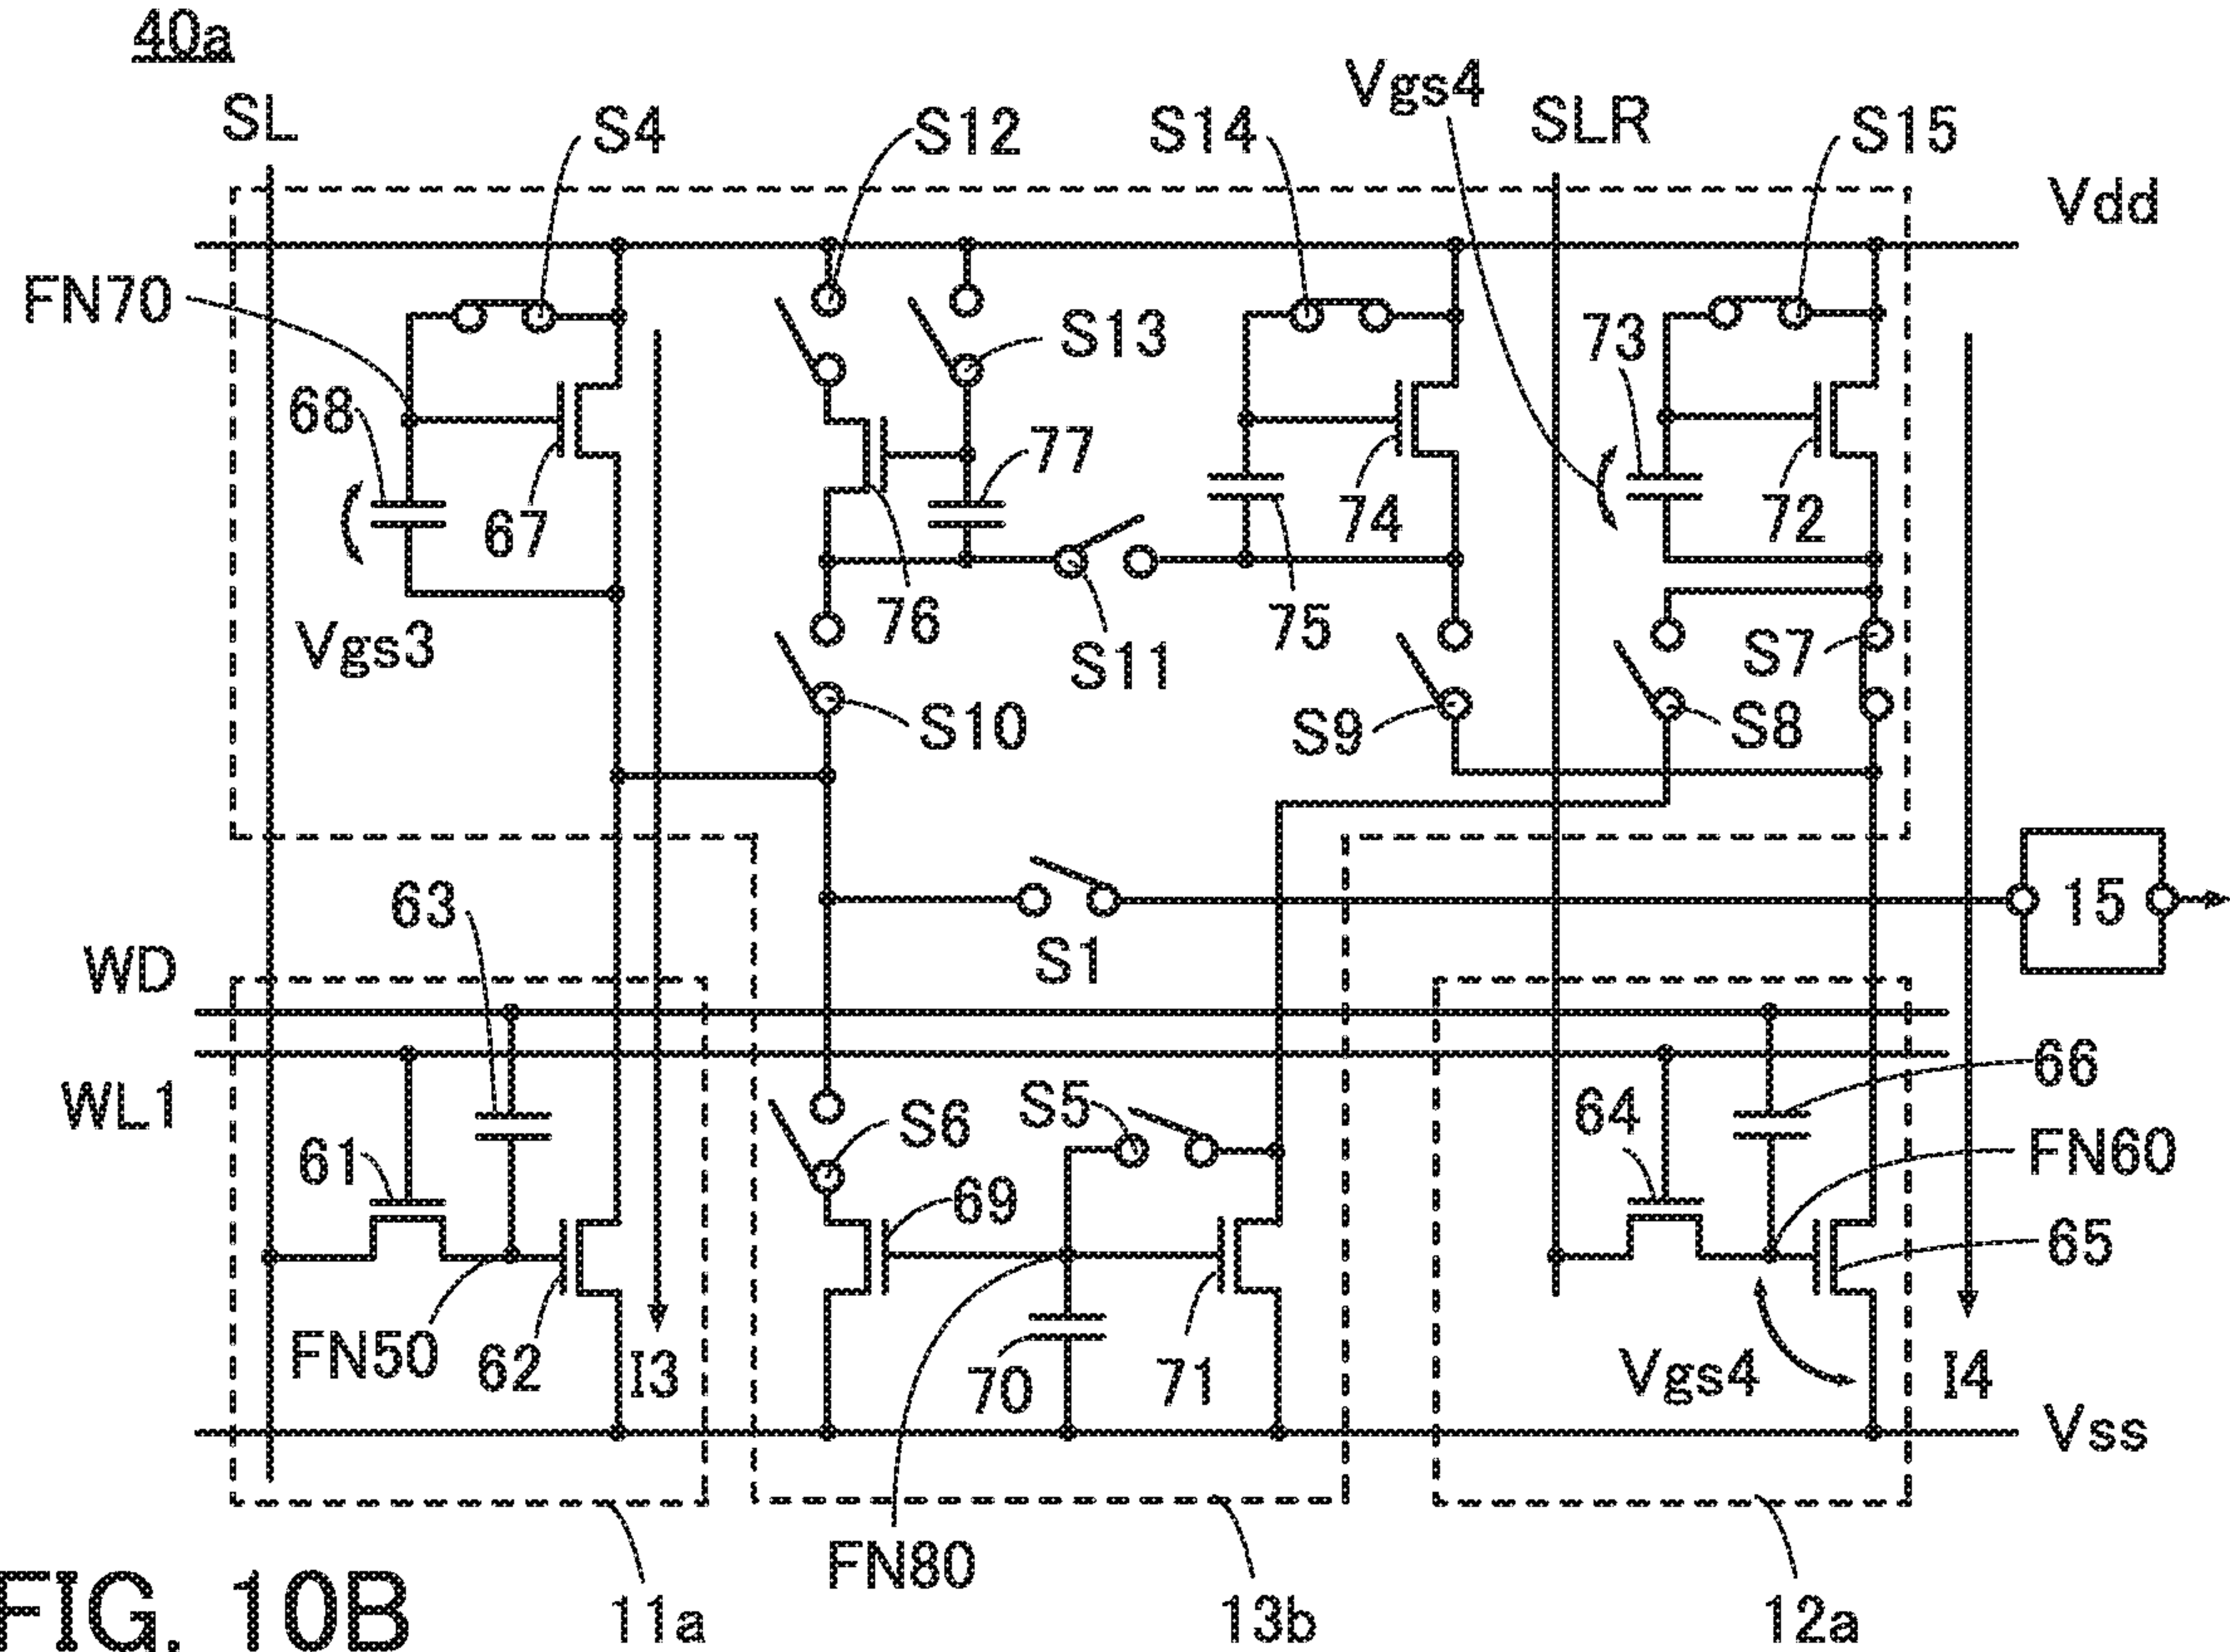 40a
SL
S4
S12
S14
Vgs4
SLR
S15
Vdd
FN70
S13
73
68
77
67
74
72
76
75
S11
Vgs3
S7
S10
S9
S8
63
15
S1
WD
WL1
66
61
S6
S5
64
FN60
69
65
FN50
62
I3
70
71
Vgs4
I4
Vss
FN80
FIG. 10B
11a
13b
12a